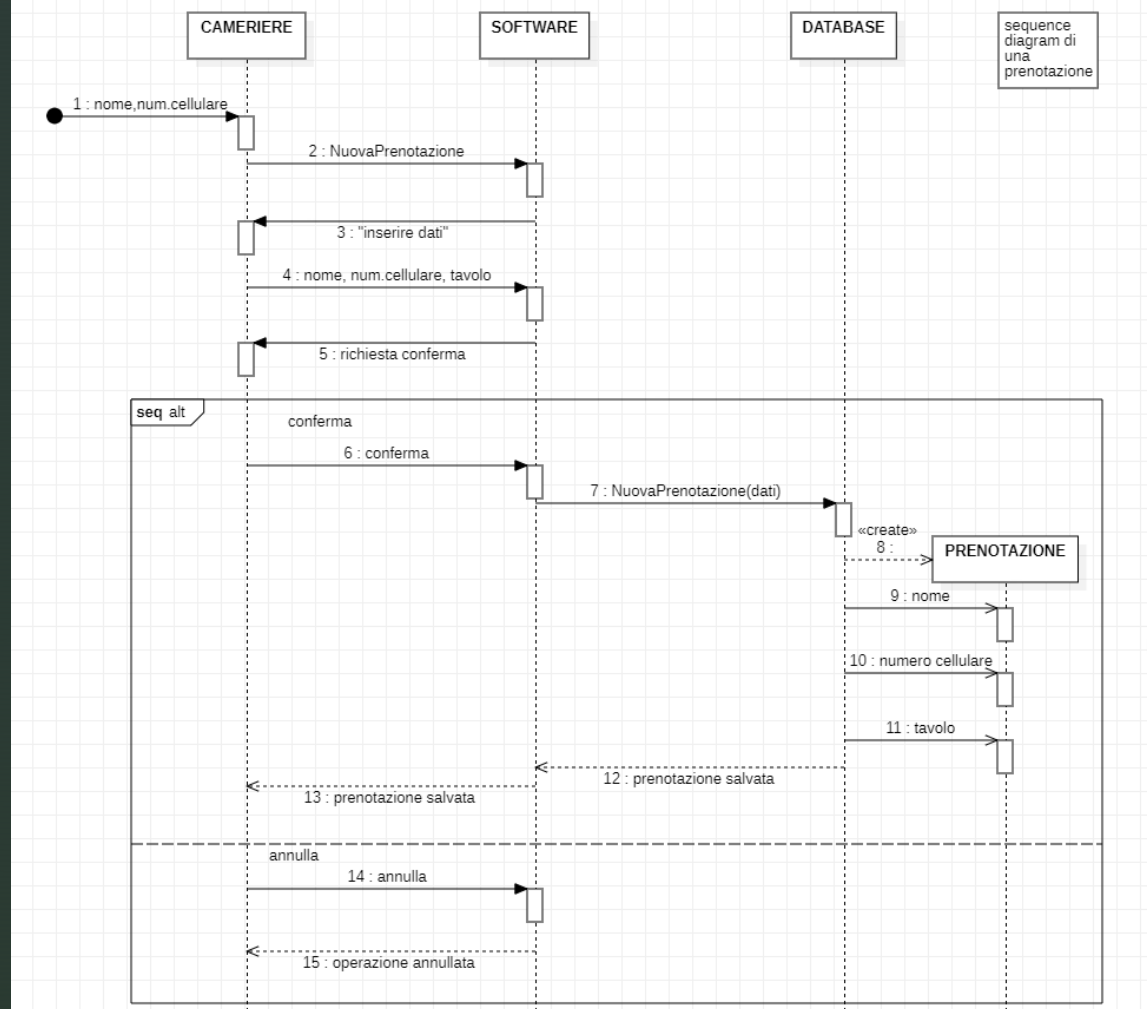 CAMERIERE
SOFTWARE
DATABASE
sequence
diagram di
una
prenotazione
1 : nome,num.cellulare
2 : NuovaPrenotazione
3 : "inserire dati"
4 : nome, num.cellulare, tavolo
5 : richiesta conferma
seq alt
conferma
6 : conferma
7 : NuovaPrenotazione(dati)
«create»
8 :
PRENOTAZIONE
9 : nome
10 : numero cellulare
11 : tavolo
12 : prenotazione salvata
13 : prenotazione salvata
annulla
14 : annulla
15 : operazione annullata